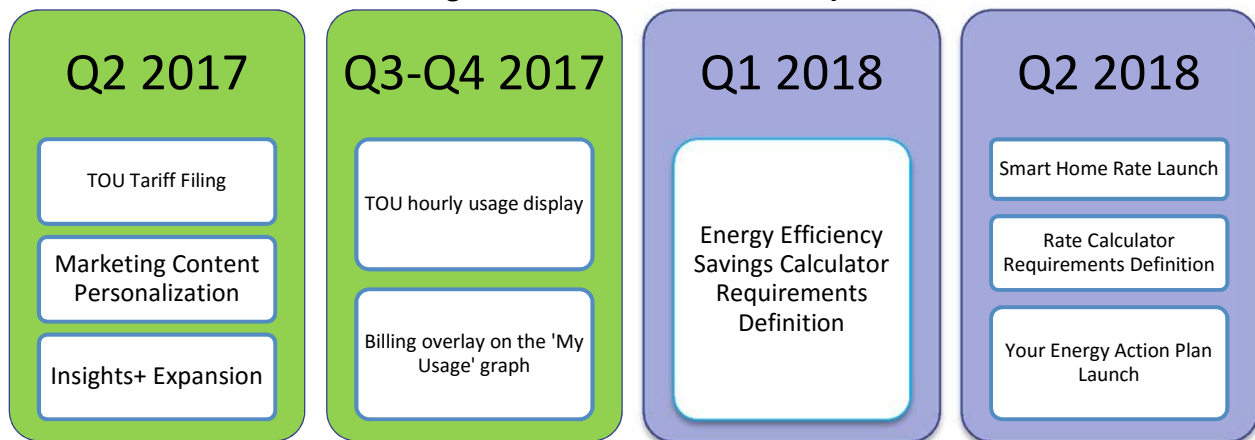 Q2 2017
TOU Tariff Filing
Marketing Content
Personalization
Insights+ Expansion
Q3-Q4 2017
TOU hourly usage display
Billing overlay on the 'My
Usage' graph
Q1 2018
Energy Efficiency
Savings Calculator
Requirements
Definition
Q2 2018
Smart Home Rate Launch
Rate Calculator
Requirements Definition
Your Energy Action Plan
Launch